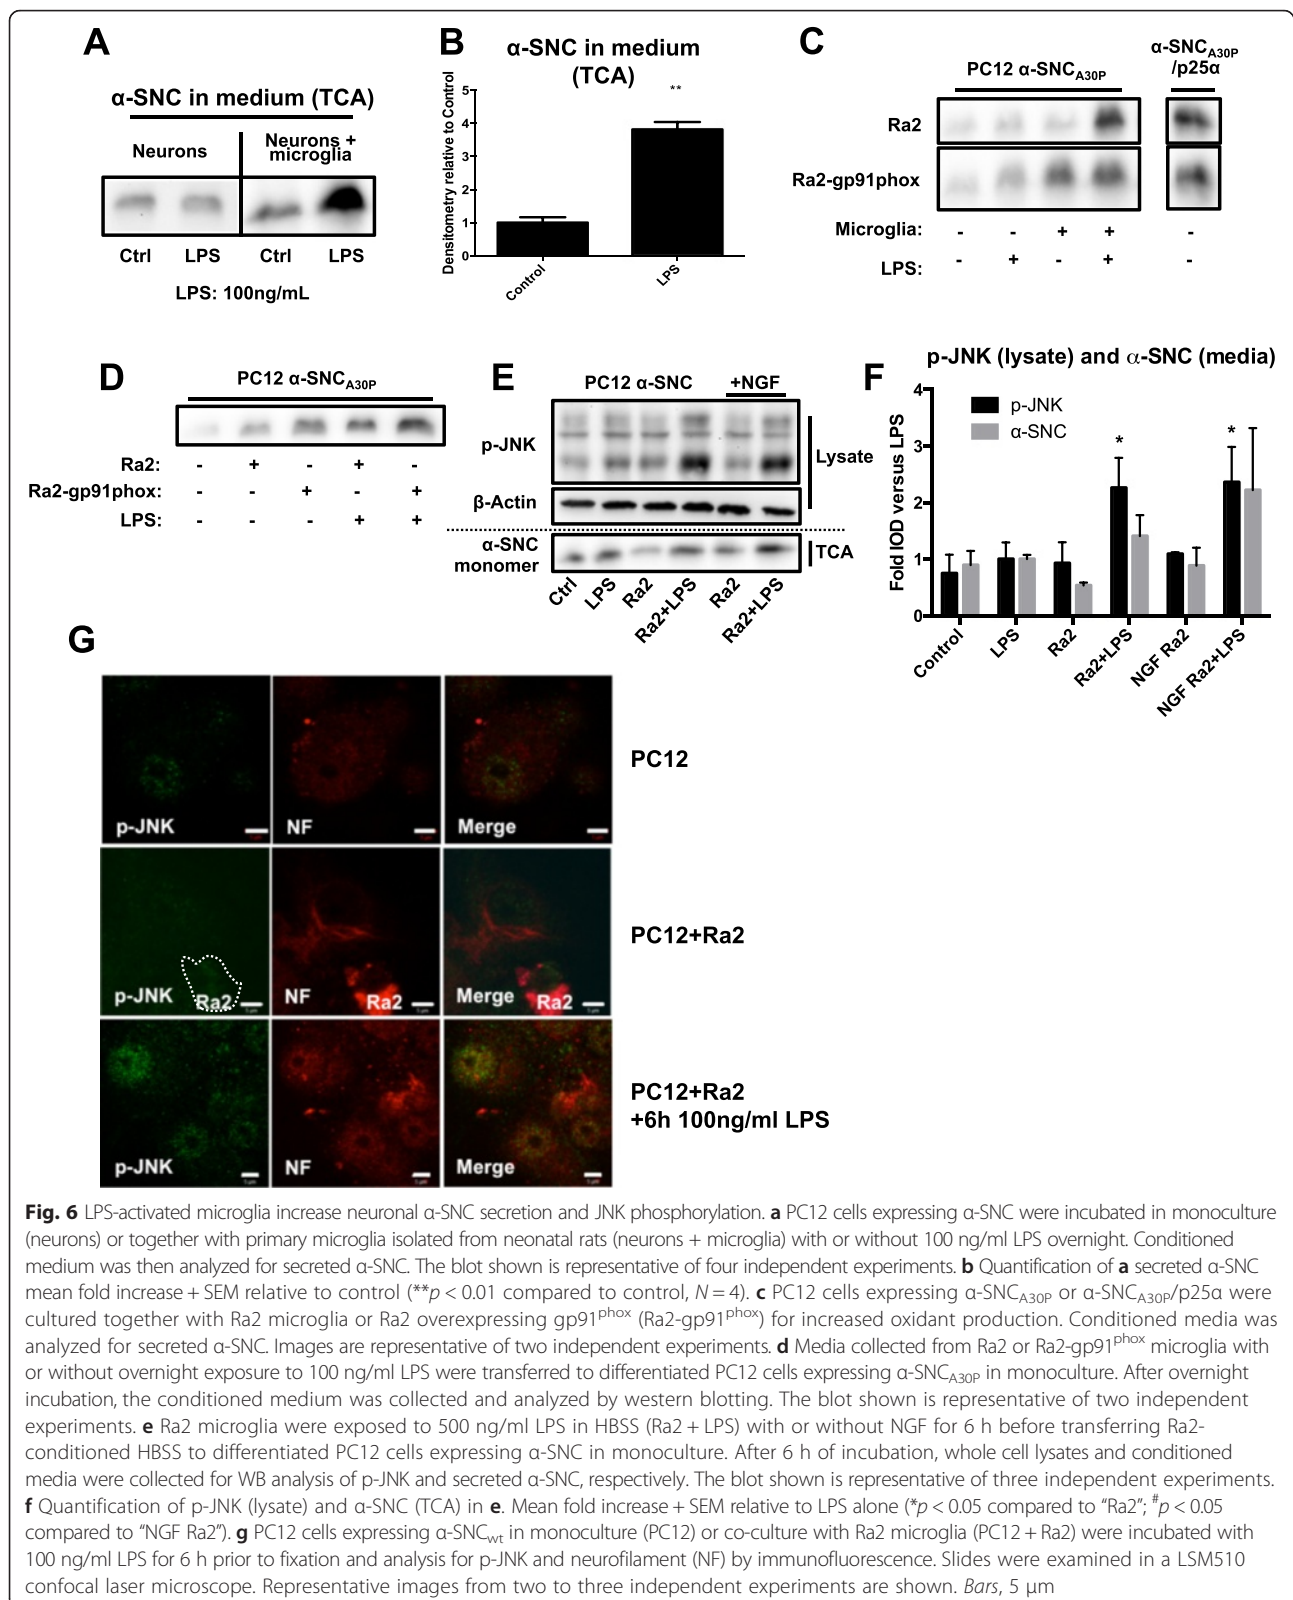 A
α-SNC in medium (TCA)
Neurons
Neurons +
microglia
Ctrl
LPS
Ctrl
LPS
LPS: 100ng/mL
B
α-SNC in medium
(TCA)
Densitometry relative to Control
5
4
3
2
1
0
**
Control
LPS
C
PC12 α-SNCA30P
α-SNCA30P
/p25α
Ra2
Ra2-gp91phox
Microglia: - - + + -
LPS: - + - + -
D
PC12 α-SNCA30P
Ra2: - + - + -
Ra2-gp91phox: - - + - +
LPS: - - - + +
E
PC12 α-SNC
+NGF
p-JNK
Lysate
β-Actin
α-SNC
monomer
TCA
Ctrl
LPS
Ra2
Ra2+LPS
Ra2
Ra2+LPS
F
p-JNK (lysate) and α-SNC (media)
Fold IOD versus LPS
4
3
2
1
0
p-JNK
α-SNC
*
*
Control
LPS
Ra2
Ra2+LPS
NGF Ra2
NGF Ra2+LPS
G
p-JNK
NF
Merge
PC12
p-JNK
Ra2
NF
Ra2
Merge
Ra2
PC12+Ra2
p-JNK
NF
Merge
PC12+Ra2
+6h 100ng/ml LPS
Fig. 6 LPS-activated microglia increase neuronal α-SNC secretion and JNK phosphorylation. a PC12 cells expressing α-SNC were incubated in monoculture
(neurons) or together with primary microglia isolated from neonatal rats (neurons + microglia) with or without 100 ng/ml LPS overnight. Conditioned
medium was then analyzed for secreted α-SNC. The blot shown is representative of four independent experiments. b Quantification of a secreted α-SNC
mean fold increase + SEM relative to control (**p < 0.01 compared to control, N = 4). c PC12 cells expressing α-SNCA30P or α-SNCA30P/p25α were
cultured together with Ra2 microglia or Ra2 overexpressing gp91phox (Ra2-gp91phox) for increased oxidant production. Conditioned media was
analyzed for secreted α-SNC. Images are representative of two independent experiments. d Media collected from Ra2 or Ra2-gp91phox microglia with
or without overnight exposure to 100 ng/ml LPS were transferred to differentiated PC12 cells expressing α-SNCA30P in monoculture. After overnight
incubation, the conditioned medium was collected and analyzed by western blotting. The blot shown is representative of two independent
experiments. e Ra2 microglia were exposed to 500 ng/ml LPS in HBSS (Ra2 + LPS) with or without NGF for 6 h before transferring Ra2-
conditioned HBSS to differentiated PC12 cells expressing α-SNC in monoculture. After 6 h of incubation, whole cell lysates and conditioned
media were collected for WB analysis of p-JNK and secreted α-SNC, respectively. The blot shown is representative of three independent experiments.
f Quantification of p-JNK (lysate) and α-SNC (TCA) in e. Mean fold increase + SEM relative to LPS alone (*p < 0.05 compared to “Ra2”; #p < 0.05
compared to “NGF Ra2”). g PC12 cells expressing α-SNCwt in monoculture (PC12) or co-culture with Ra2 microglia (PC12 + Ra2) were incubated with
100 ng/ml LPS for 6 h prior to fixation and analysis for p-JNK and neurofilament (NF) by immunofluorescence. Slides were examined in a LSM510
confocal laser microscope. Representative images from two to three independent experiments are shown. Bars, 5 μm